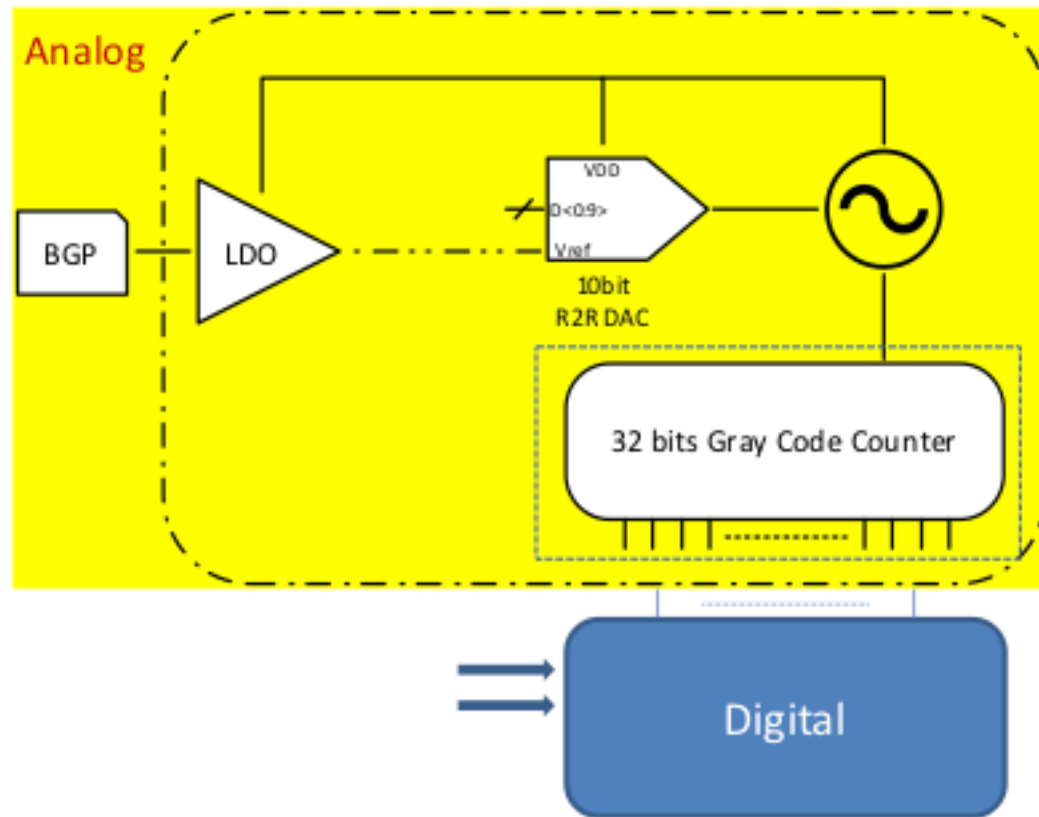 Analog
VDD
D<0:9>
BGP
LDO
Vref
10bit
R2R DAC
32 bits Gray Code Counter
Digital